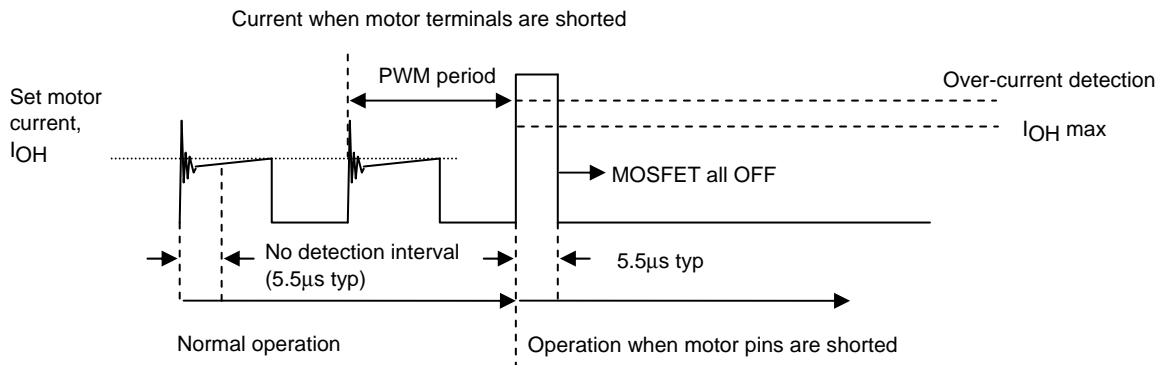 Current when motor terminals are shorted
PWM period
Over-current detection
Set motor
current,
IOH
IOH max
MOSFET all OFF
No detection interval
(5.5μs typ)
5.5μs typ
Normal operation
Operation when motor pins are shorted